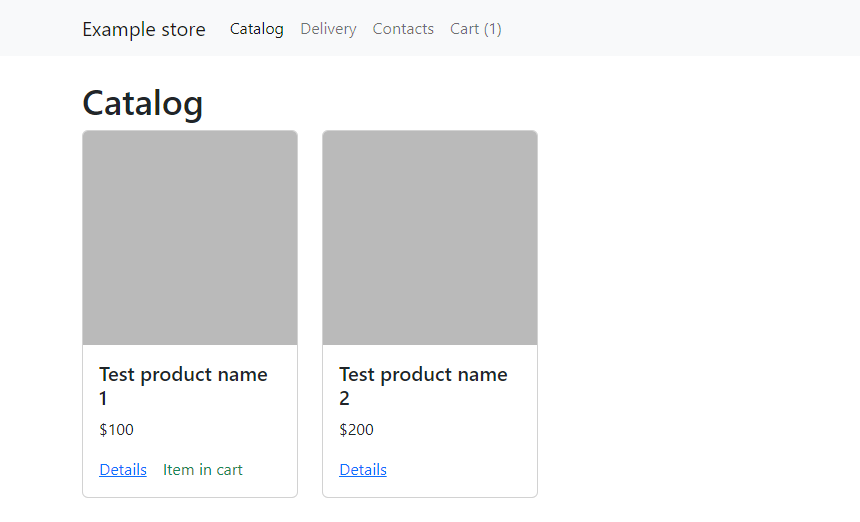 Example store Catalog Delivery Contacts Cart (1)
Catalog
Test product name
1
$100
Details Item in cart
Test product name
2
$200
Details